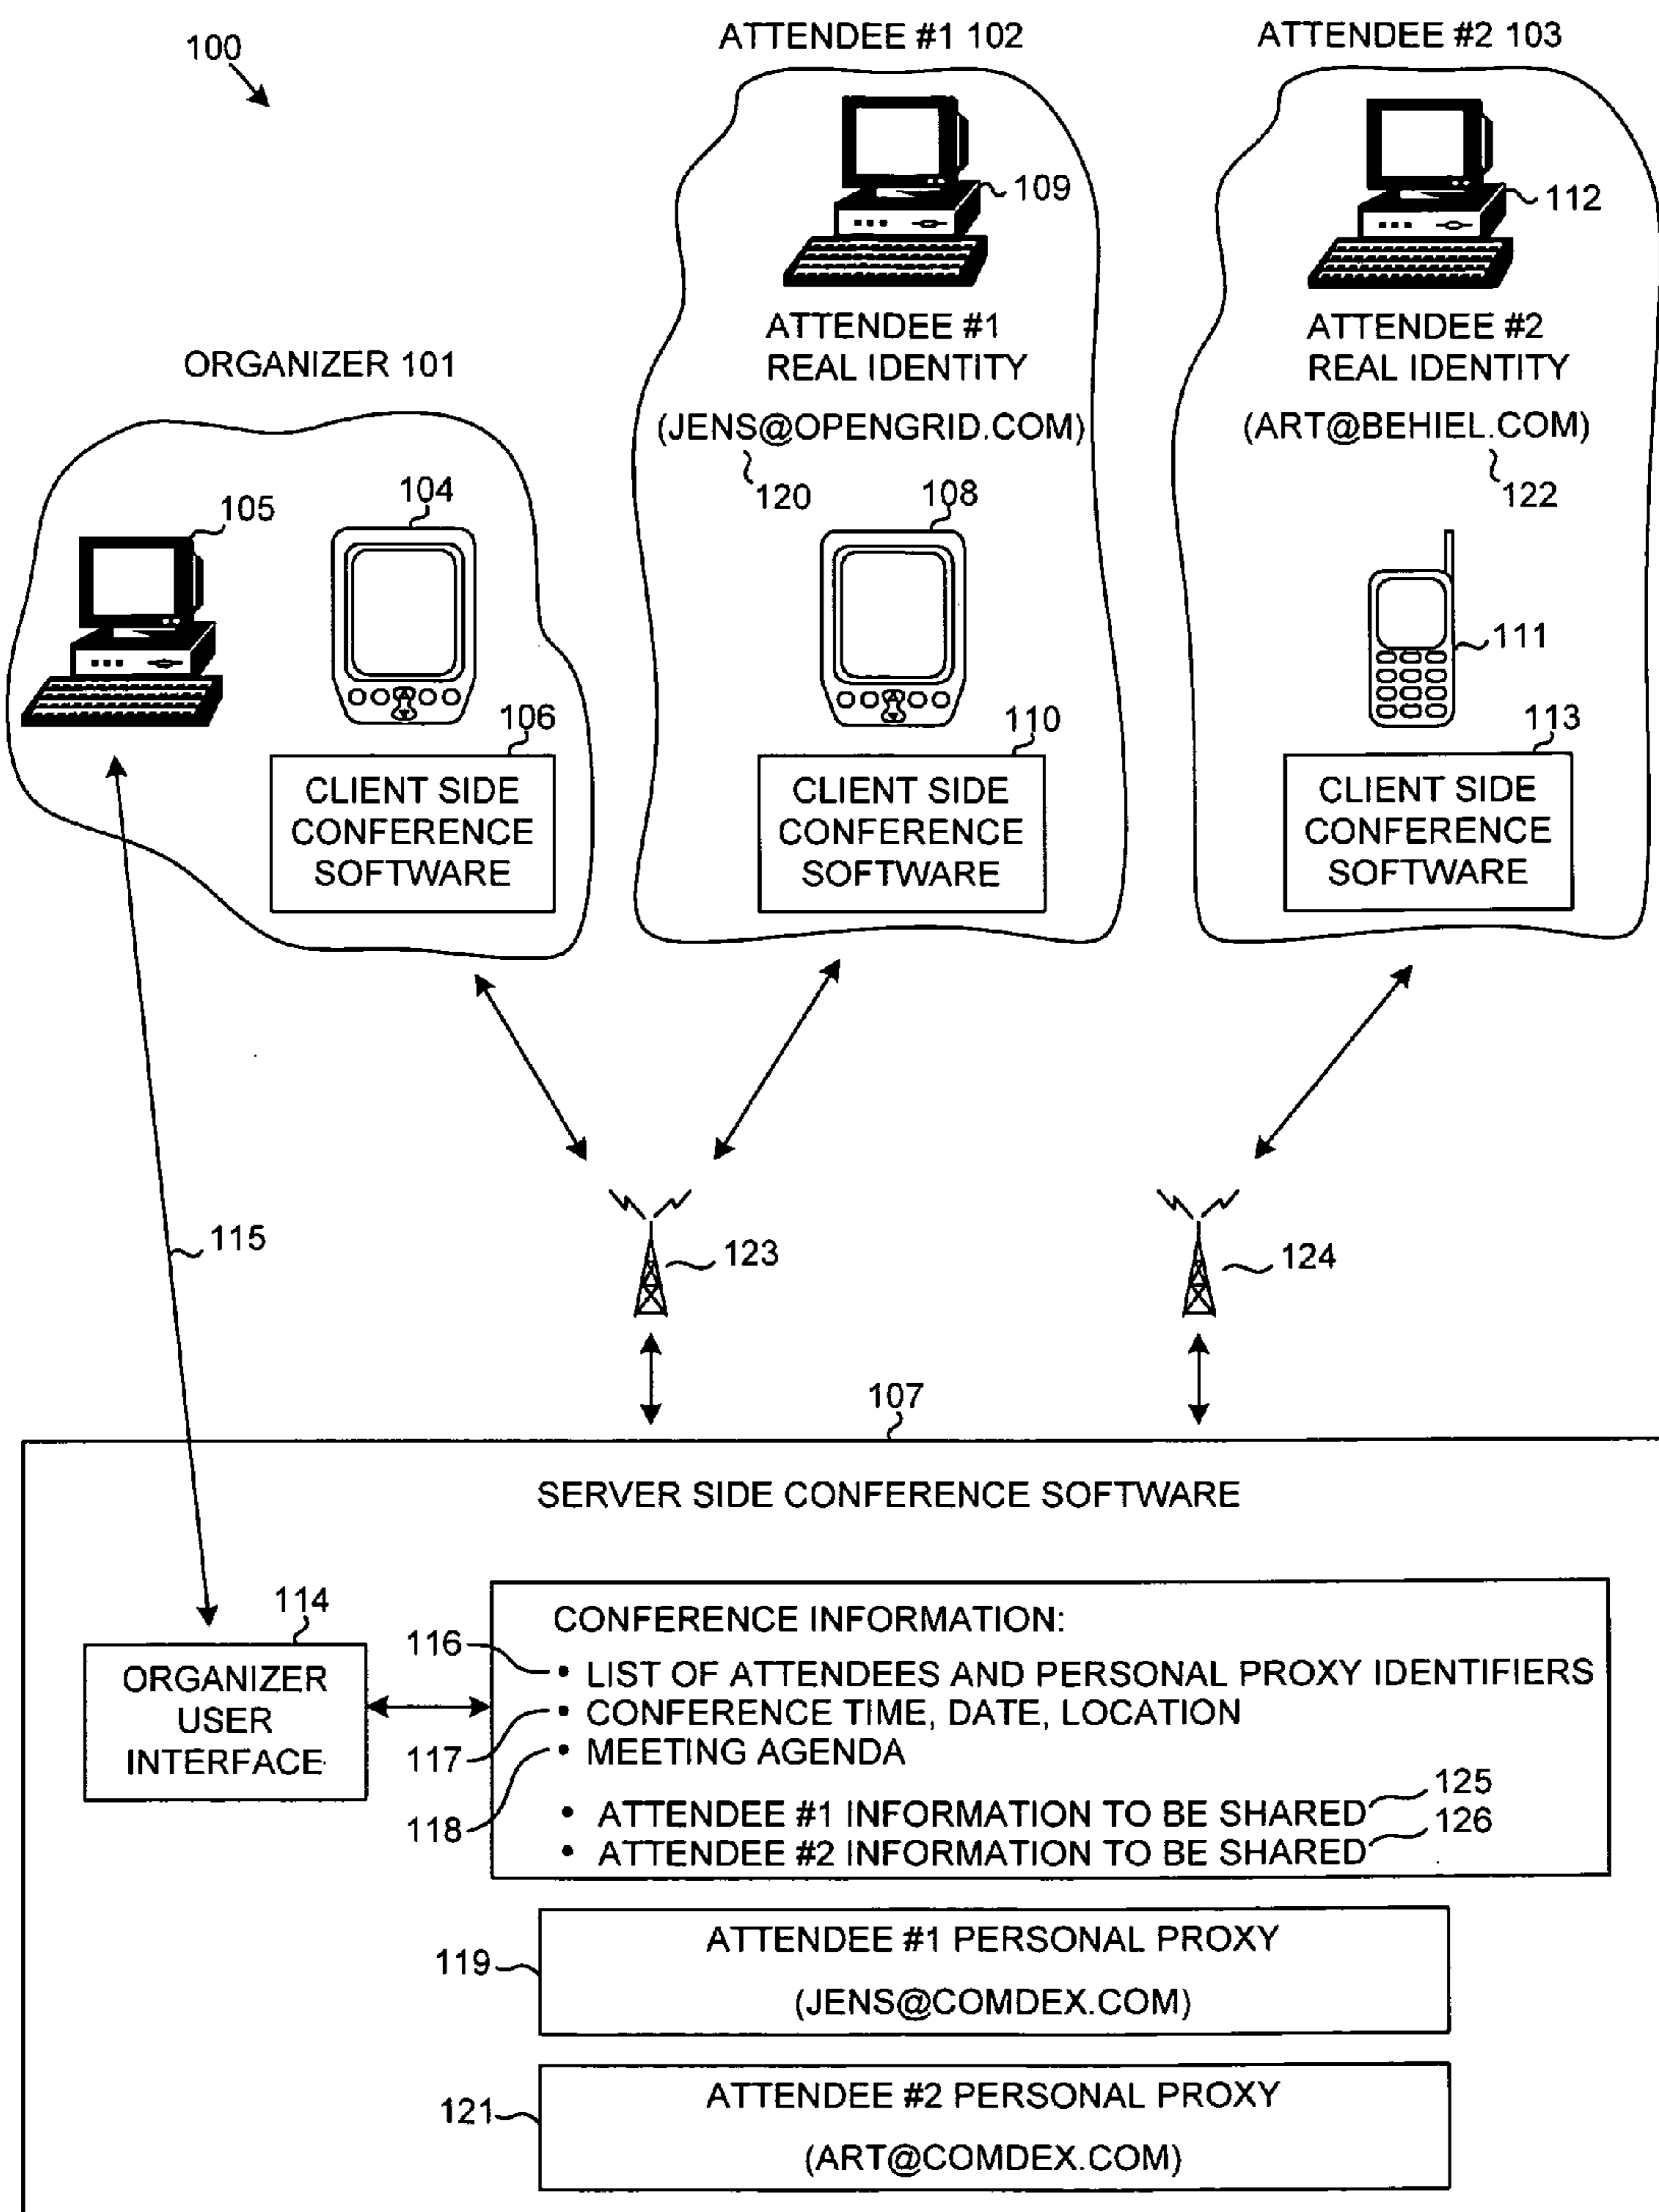 100
ATTENDEE #1 102
ATTENDEE #2 103
109
112
ORGANIZER 101
ATTENDEE #1
REAL IDENTITY
(JENS@OPENGRID.COM)
120
ATTENDEE #2
REAL IDENTITY
(ART@BEHIEL.COM)
122
105
104
108
111
106
CLIENT SIDE
CONFERENCE
SOFTWARE
110
CLIENT SIDE
CONFERENCE
SOFTWARE
113
CLIENT SIDE
CONFERENCE
SOFTWARE
115
123
124
107
SERVER SIDE CONFERENCE SOFTWARE
114
ORGANIZER
USER
INTERFACE
CONFERENCE INFORMATION:
116
• LIST OF ATTENDEES AND PERSONAL PROXY IDENTIFIERS
117
• CONFERENCE TIME, DATE, LOCATION
118
• MEETING AGENDA
• ATTENDEE #1 INFORMATION TO BE SHARED 125
• ATTENDEE #2 INFORMATION TO BE SHARED 126
119
ATTENDEE #1 PERSONAL PROXY
(JENS@COMDEX.COM)
121
ATTENDEE #2 PERSONAL PROXY
(ART@COMDEX.COM)